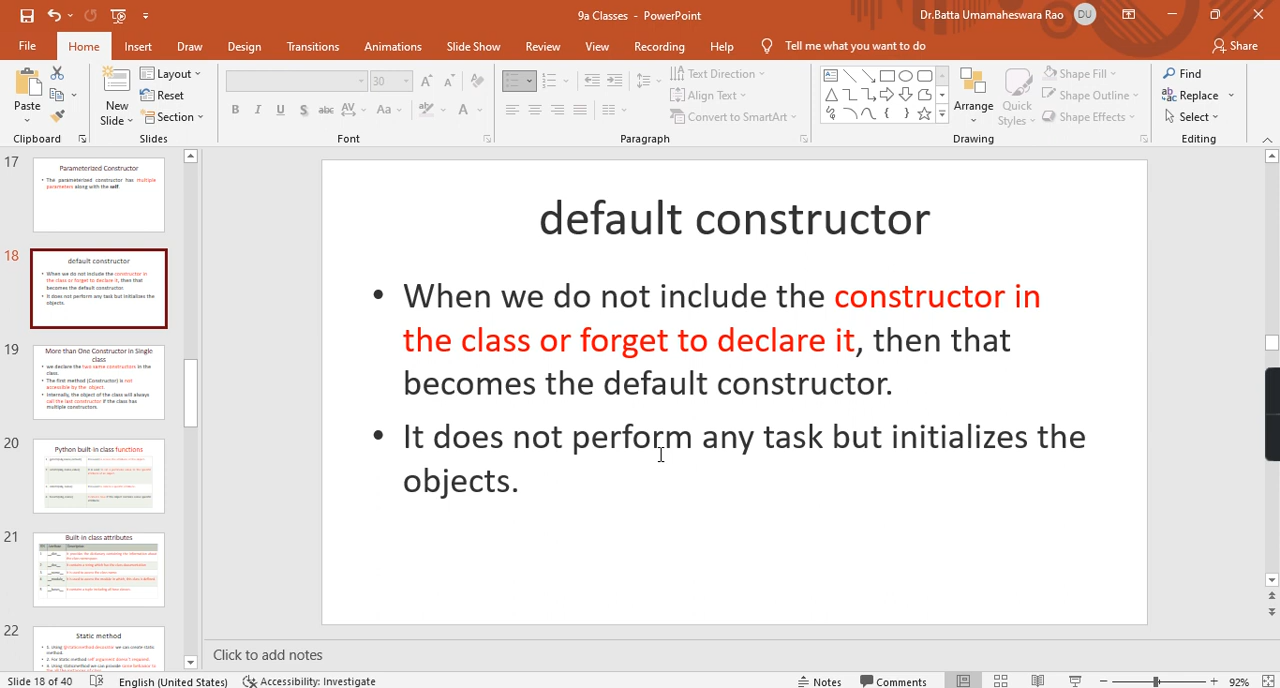 9a Classes - PowerPoint
Dr.Batta Umamaheswara Rao DU
File Home Insert Draw Design Transitions Animations Slide Show Review View Recording Help Tell me what you want to do Share
Paste
New
Slide
Layout
Reset
Section
30
B I U S abc AV Aa A
Text Direction
Align Text
Convert to SmartArt
Arrange
Quick
Styles
Shape Fill
Shape Outline
Shape Effects
Find
Replace
Select
Clipboard Slides Font Paragraph Drawing Editing
17
Parameterized Constructor
• The parameterized constructor has multiple
parameters along with the self.
18
default constructor
• When we do not include the constructor in
the class or forget to declare it, then that
becomes the default constructor.
• It does not perform any task but initializes the
objects.
19
More than One Constructor in Single
class
• we declare the two same constructors in the
class.
• The first method (Constructor) is not
accessible by the object.
• Internally, the object of the class will always
call the last constructor if the class has
multiple constructors.
20
Python built-in class functions
21
Built in class attributes
22
Static method
default constructor
• When we do not include the constructor in
the class or forget to declare it, then that
becomes the default constructor.
• It does not perform any task but initializes the
objects.
Click to add notes
Slide 18 of 40 English (United States) Accessibility: Investigate Notes Comments 92%